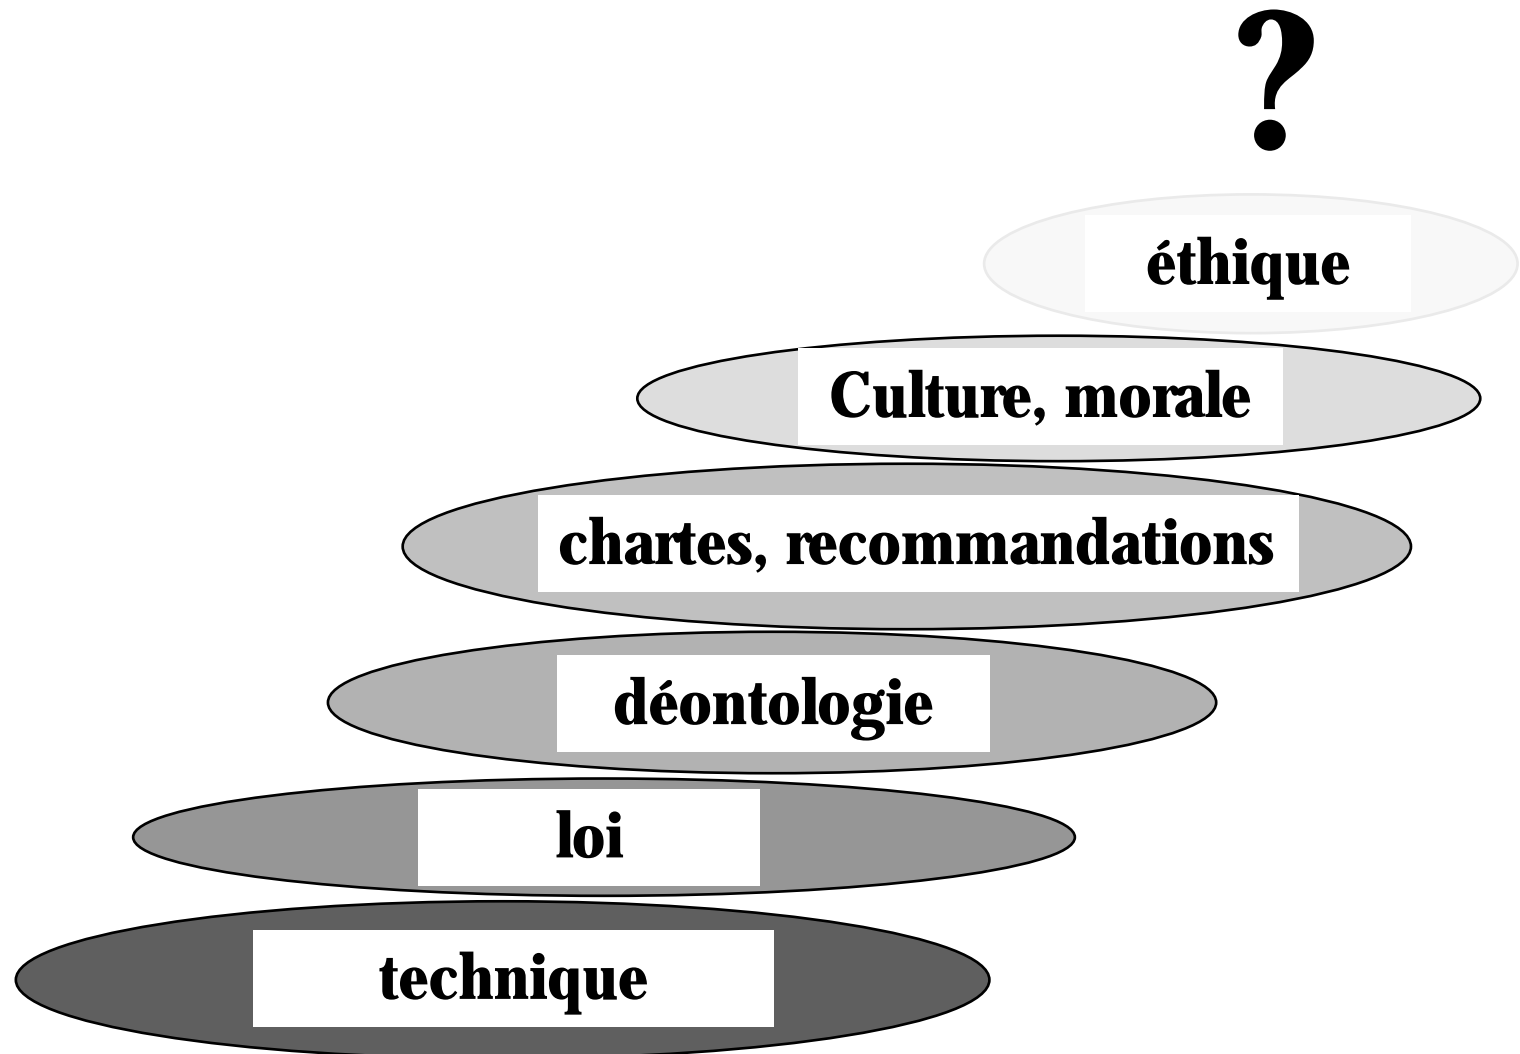 ?
éthique
Culture, morale
chartes, recommandations
déontologie
loi
technique